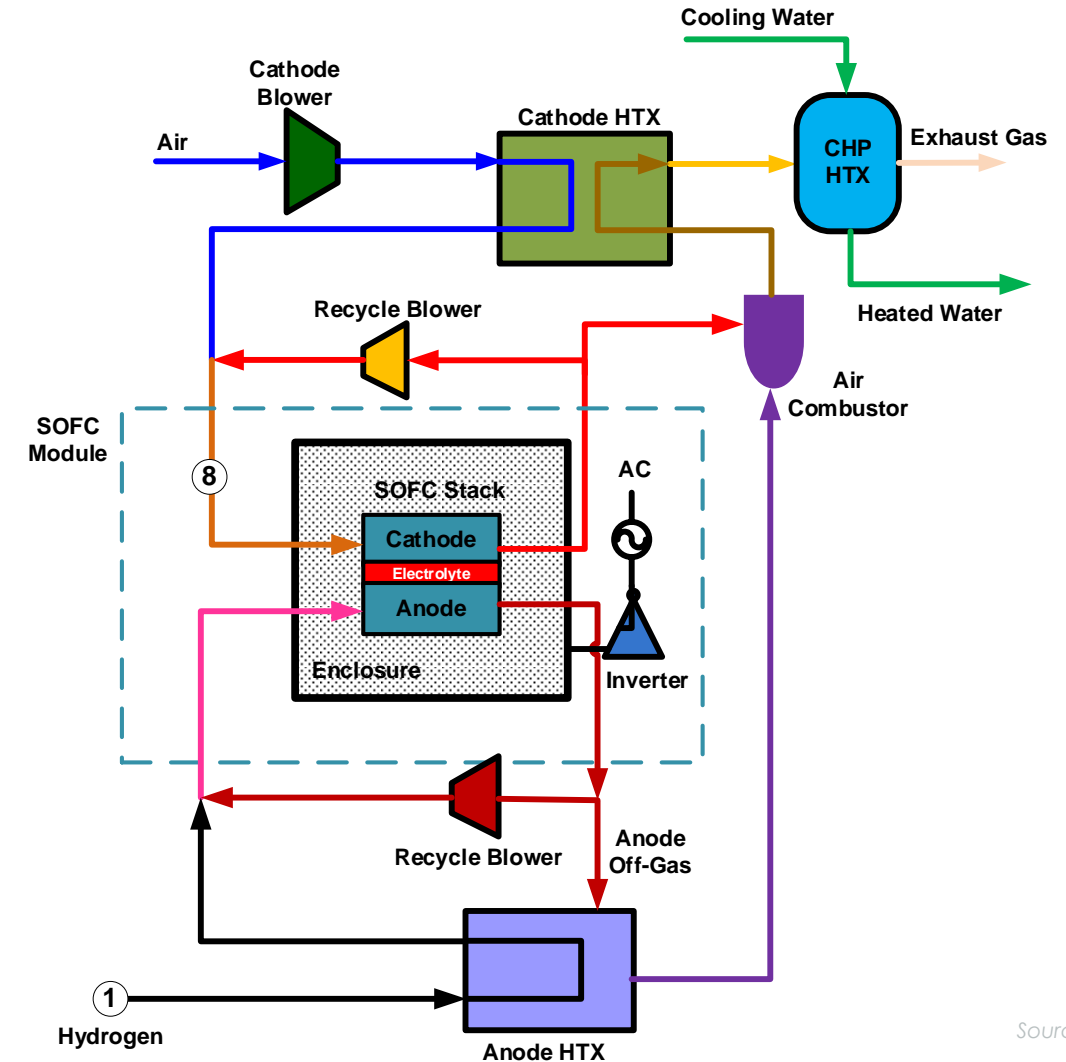 Cooling Water
Cathode
Blower
Cathode HTX
Air
CHP
HTX
Exhaust Gas
Recycle Blower
Heated Water
Air
Combustor
SOFC
Module
8
AC
SOFC Stack
Cathode
Electrolyte
Anode
Enclosure
Inverter
Recycle Blower
Anode
Off-Gas
1
Hydrogen
Anode HTX